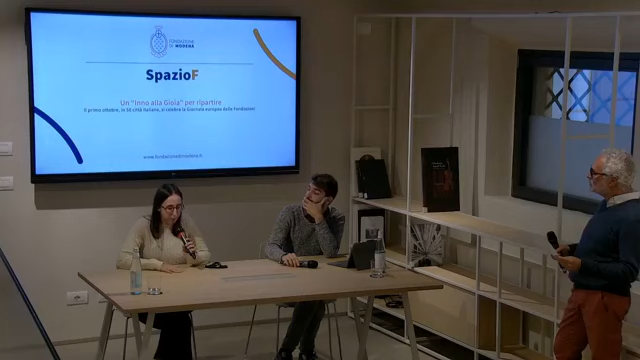 FONDAZIONE
DI MODENA
SpazioF
Un "Inno alla Gioia" per ripartire
Il primo ottobre, in 50 città italiane, si celebra la Giornata europea delle Fondazioni
www.fondazionedimodena.it